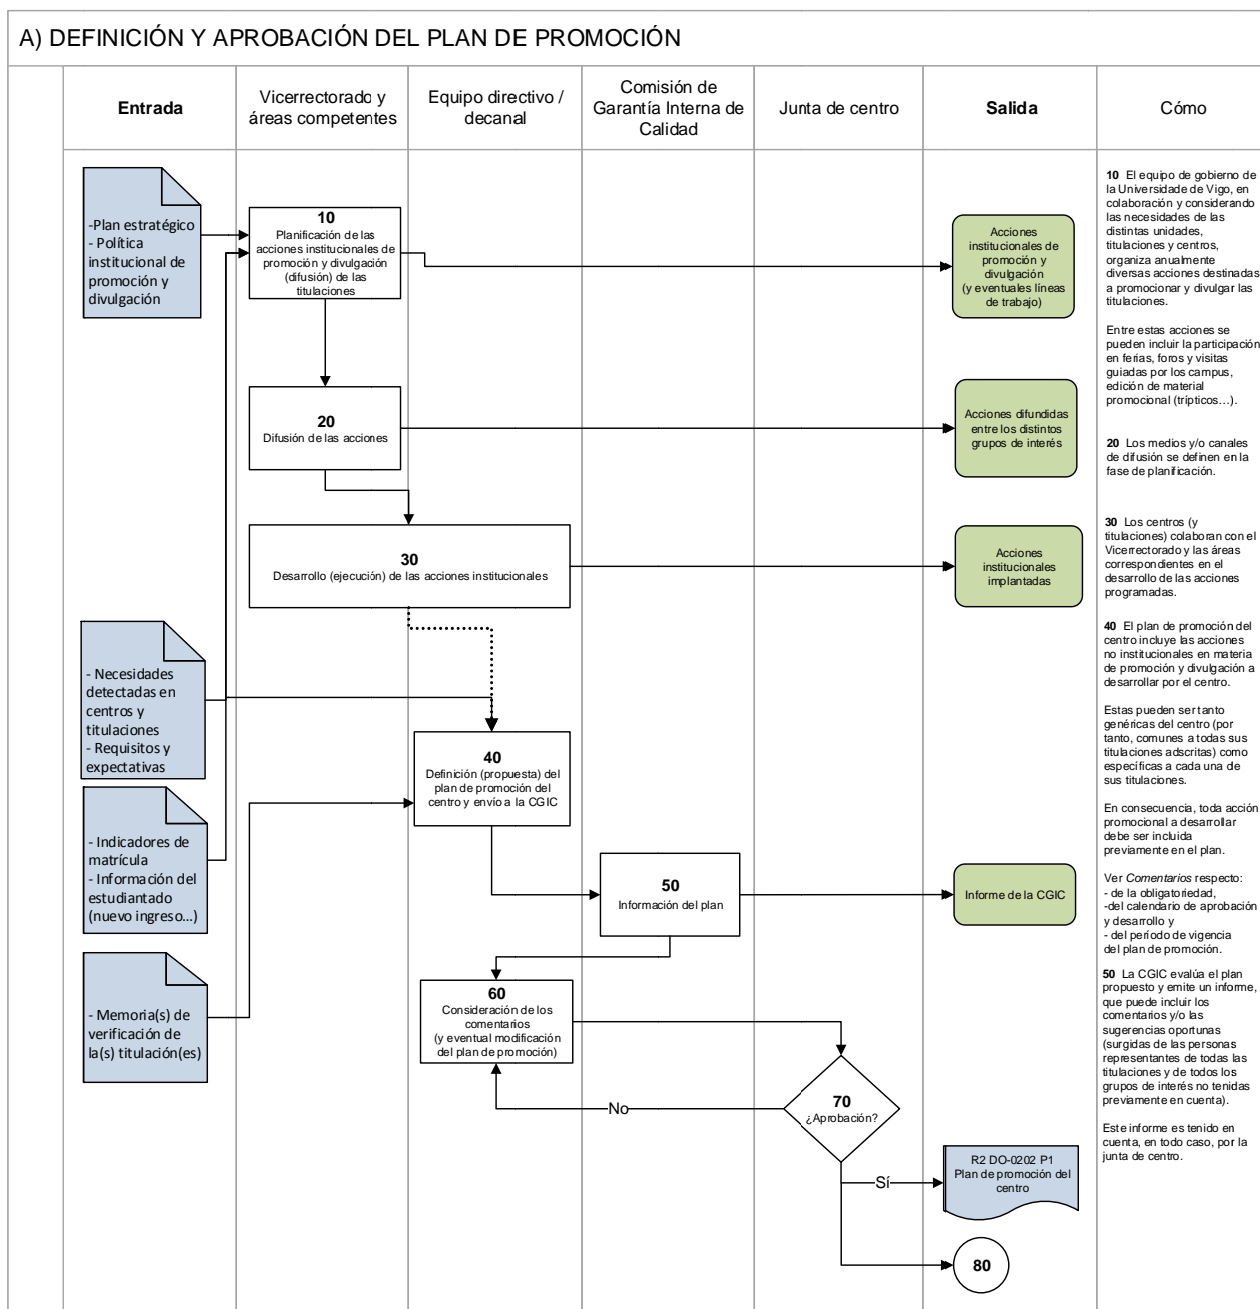 A) DEFINICIÓN Y APROBACIÓN DEL PLAN DE PROMOCIÓN
Entrada
Vicerrectorado y
áreas competentes
Equipo directivo /
decanal
Comisión de
Garantía Interna de
Calidad
Junta de centro
Salida
Cómo
-Plan estratégico
- Política
institucional de
promoción y
divulgación
10
Planificación de las
acciones institucionales de
promoción y divulgación
(difusión) de las
titulaciones
Acciones
institucionales de
promoción y
divulgación
(y eventuales líneas
de trabajo)
20
Difusión de las acciones
Acciones difundidas
entre los distintos
grupos de interés
30
Desarrollo (ejecución) de las acciones institucionales
Acciones
institucionales
implantadas
- Necesidades
detectadas en
centros y
titulaciones
- Requisitos y
expectativas
40
Definición (propuesta) del
plan de promoción del
centro y envío a la CGIC
- Indicadores de
matrícula
- Información del
estudiantado
(nuevo ingreso...)
50
Información del plan
Informe de la CGIC
- Memoria(s) de
verificación de
la(s) titulación(es)
60
Consideración de los
comentarios
(y eventual modificación
del plan de promoción)
70
¿Aprobación?
No
Sí
R2 DO-0202 P1
Plan de promoción del
centro
80
10 El equipo de gobierno de
la Universidade de Vigo, en
colaboración y considerando
las necesidades de las
distintas unidades,
titulaciones y centros,
organiza anualmente
diversas acciones destinadas
a promocionar y divulgar las
titulaciones.
Entre estas acciones se
pueden incluir la participación
en ferias, foros y visitas
guiadas por los campus,
edición de material
promocional (trípticos…).
20 Los medios y/o canales
de difusión se definen en la
fase de planificación.
30 Los centros (y
titulaciones) colaboran con el
Vicerrectorado y las áreas
correspondientes en el
desarrollo de las acciones
programadas.
40 El plan de promoción del
centro incluye las acciones
no institucionales en materia
de promoción y divulgación a
desarrollar por el centro.
Estas pueden ser tanto
genéricas del centro (por
tanto, comunes a todas sus
titulaciones adscritas) como
específicas a cada una de
sus titulaciones.
En consecuencia, toda acción
promocional a desarrollar
debe ser incluida
previamente en el plan.
Ver Comentarios respecto:
- de la obligatoriedad,
-del calendario de aprobación
y desarrollo y
- del período de vigencia
del plan de promoción.
50 La CGIC evalúa el plan
propuesto y emite un informe,
que puede incluir los
comentarios y/o las
sugerencias oportunas
(surgidas de las personas
representantes de todas las
titulaciones y de todos los
grupos de interés no tenidas
previamente en cuenta).
Este informe es tenido en
cuenta, en todo caso, por la
junta de centro.